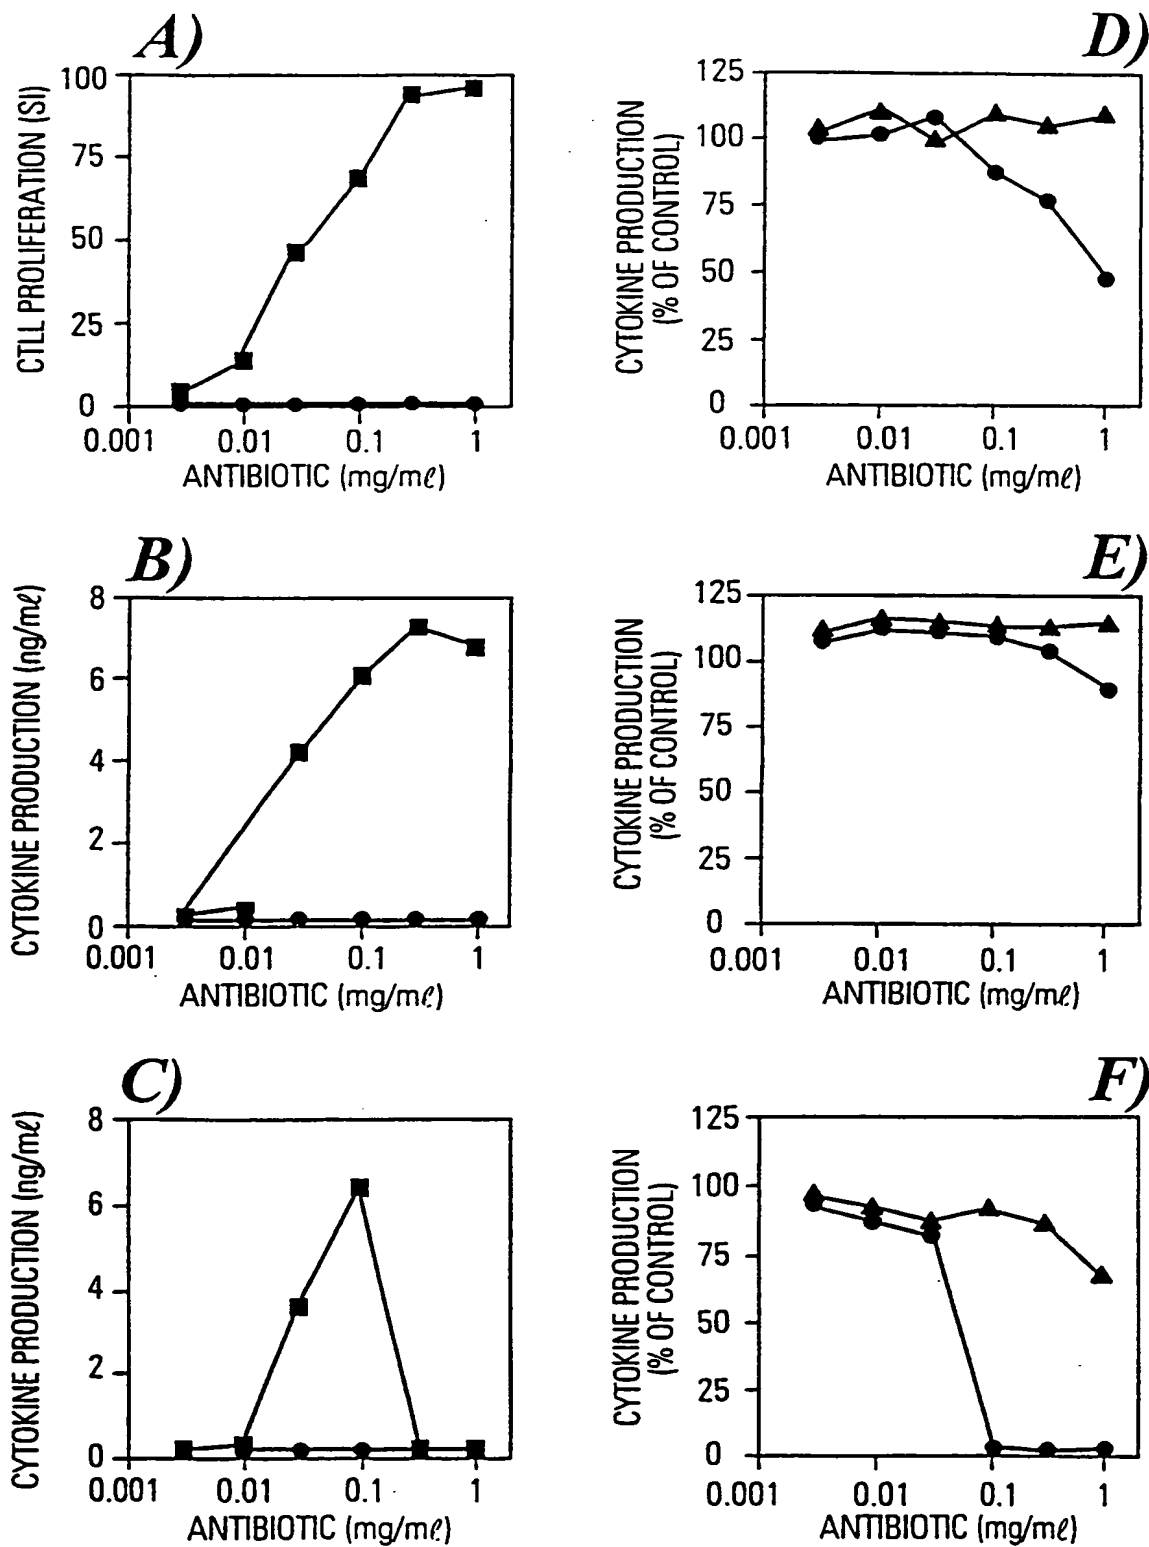 A)
CTLL PROLIFERATION (SI)
100
75
50
25
0
0.001 0.01 0.1 1
ANTIBIOTIC (mg/mℓ)
D)
CYTOKINE PRODUCTION
(% OF CONTROL)
125
100
75
50
25
0
0.001 0.01 0.1 1
ANTIBIOTIC (mg/mℓ)
B)
CYTOKINE PRODUCTION (ng/mℓ)
8
6
4
2
0
0.001 0.01 0.1 1
ANTIBIOTIC (mg/mℓ)
E)
CYTOKINE PRODUCTION
(% OF CONTROL)
125
100
75
50
25
0
0.001 0.01 0.1 1
ANTIBIOTIC (mg/mℓ)
C)
CYTOKINE PRODUCTION (ng/mℓ)
8
6
4
2
0
0.001 0.01 0.1 1
ANTIBIOTIC (mg/mℓ)
F)
CYTOKINE PRODUCTION
(% OF CONTROL)
125
100
75
50
25
0
0.001 0.01 0.1 1
ANTIBIOTIC (mg/mℓ)